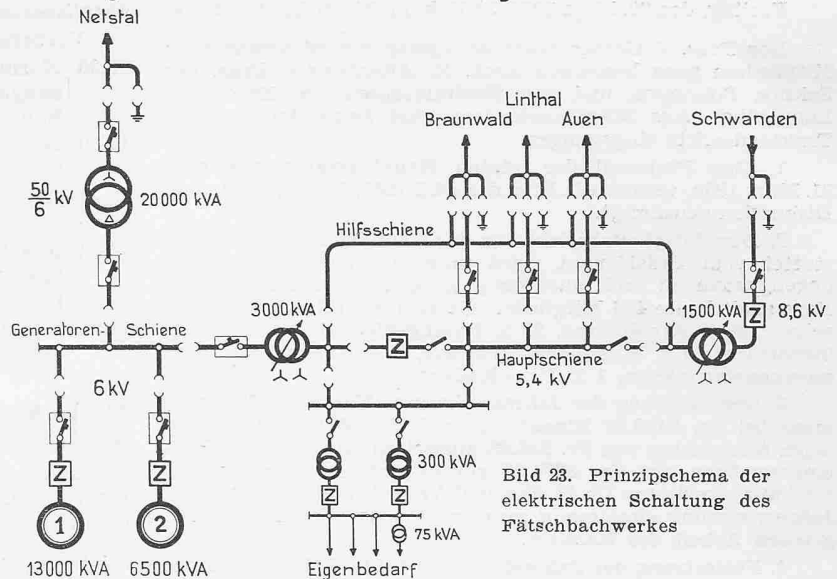 Netstal
Linthal
Braunwald Auen Schwanden
50/6 kV 20000 kVA
Hilfsschiene
3000kVA 1500 kVA 8,6 kV
Z
Generatoren- Schiene
Z
Hauptschiene
5,4 kV
6 kV
Z Z
300 kVA
Z Z
1 2
75 kVA
13000 kVA 6500 kVA Eigenbedarf
Bild 23. Prinzipschema der
elektrischen Schaltung des
Fätschbachwerkes